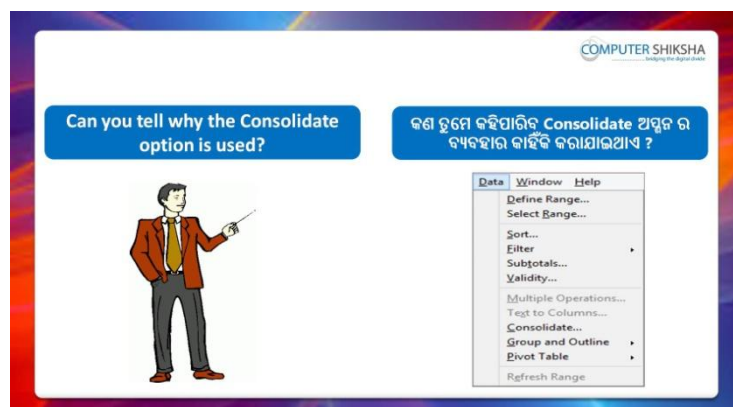 COMPUTER SHIKSHA
bridging the digital divide
Can you tell why the Consolidate
option is used?
କଣ ତୁମେ କହିପାରିବ Consolidate ଅପ୍ସନ ର
ବ୍ୟବହାର କାହିଁକି କରାଯାଇଥାଏ ?
Data Window Help
Define Range...
Select Range...
Sort...
Filter
Subtotals...
Validity...
Multiple Operations...
Text to Columns...
Consolidate...
Group and Outline
Pivot Table
Refresh Range